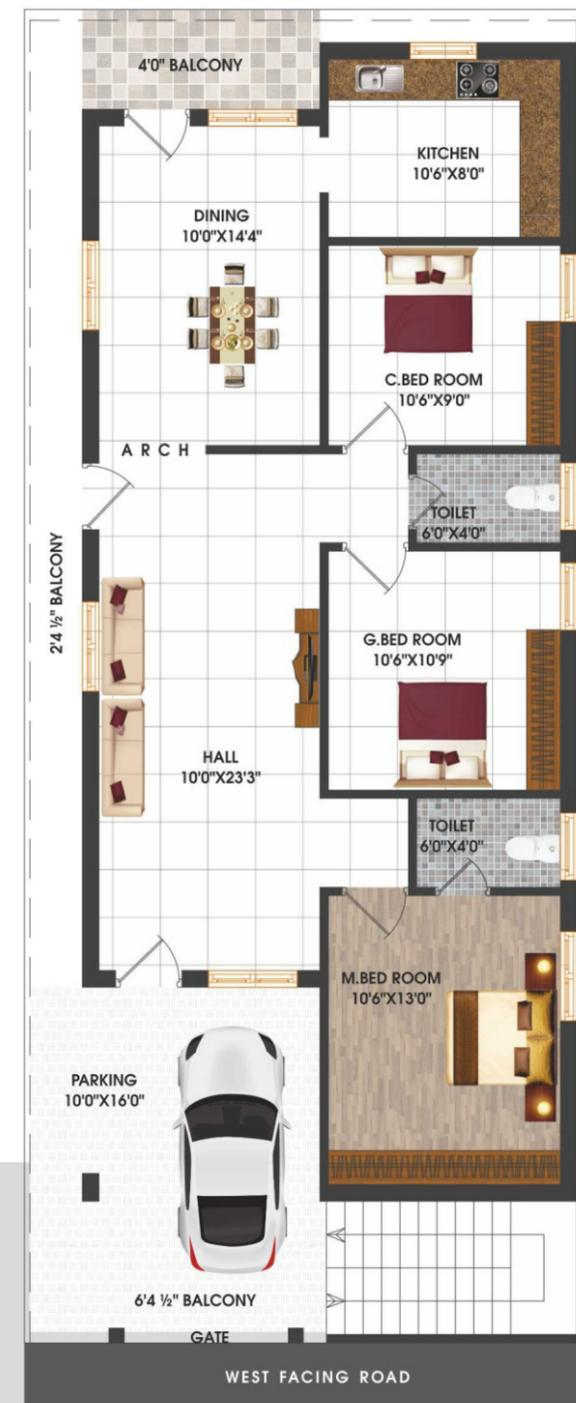 4'0" BALCONY
KITCHEN
10'6"X8'0"
DINING
10'0"X14'4"
C.BED ROOM
10'6"X9'0"
ARCH
TOILET
6'0"X4'0"
2'4 ½" BALCONY
G.BED ROOM
10'6"X10'9"
HALL
10'0"X23'3"
TOILET
6'0"X4'0"
M.BED ROOM
10'6"X13'0"
PARKING
10'0"X16'0"
6'4 ½" BALCONY
GATE
WEST FACING ROAD